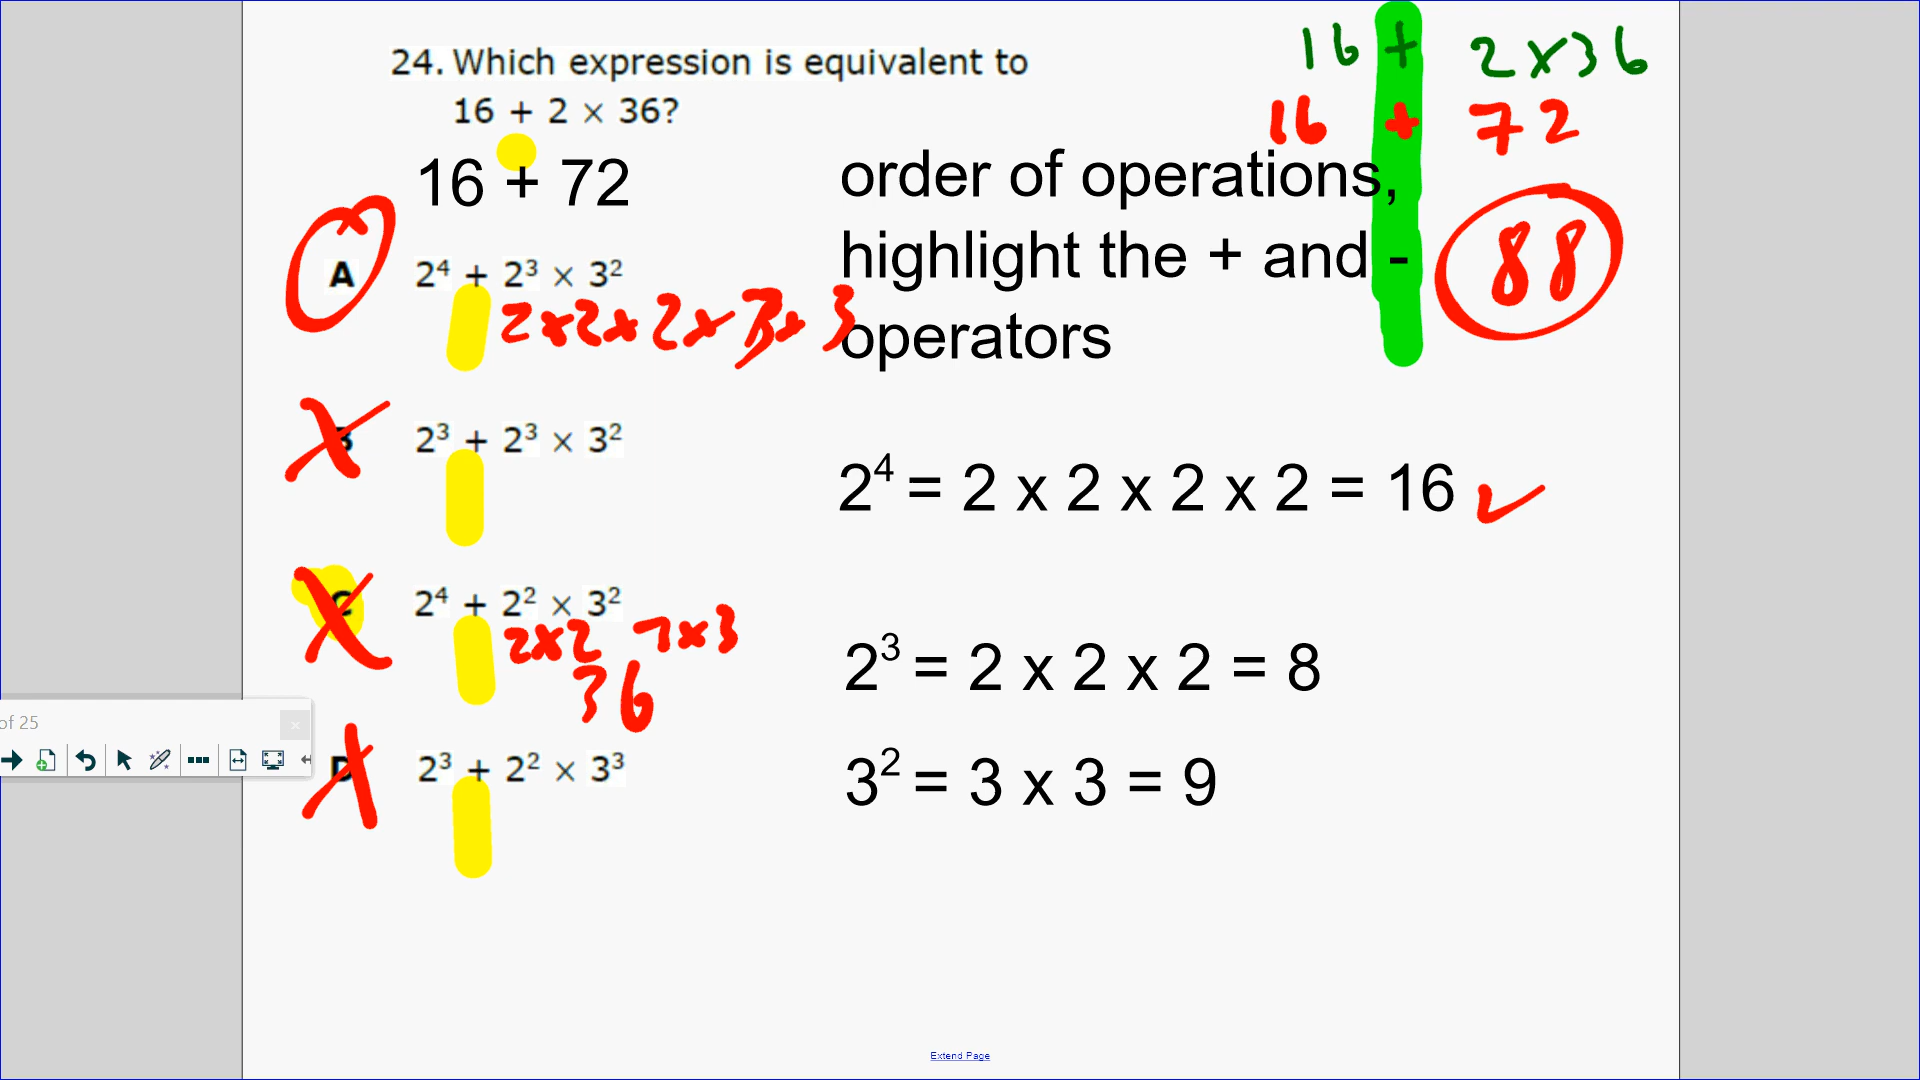 24. Which expression is equivalent to
16 + 2 × 36?
16 + 72
16 + 2 x 36
16 + 72
88
order of operations,
highlight the + and -
operators
A 2⁴ + 2³ × 3²
2 x 2 x 2 x 3 x 3
B 2³ + 2³ × 3²
2⁴ = 2 x 2 x 2 x 2 = 16
C 2⁴ + 2² × 3²
2 x 2 3 x 3
36
2³ = 2 x 2 x 2 = 8
D 2³ + 2² × 3³
3² = 3 x 3 = 9
of 25
Extend Page